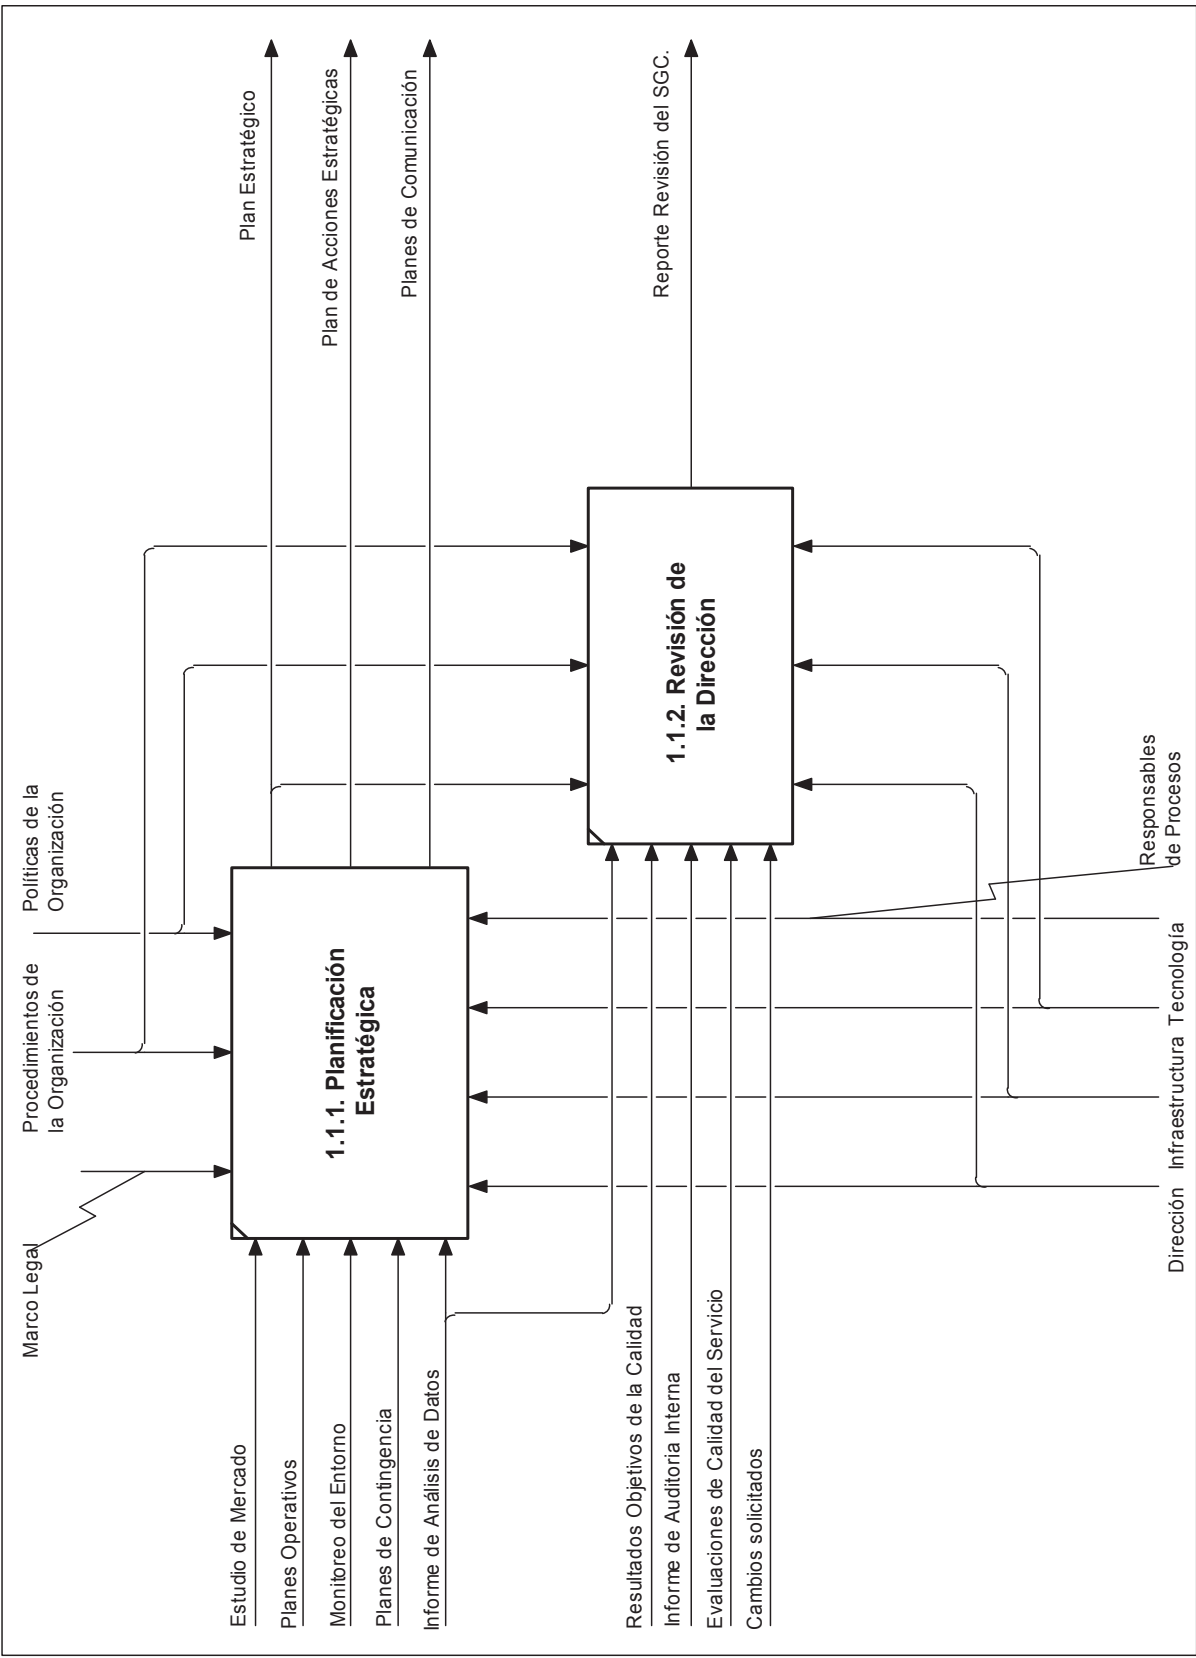 Marco Legal
Procedimientos de
la Organización
Políticas de la
Organización
Estudio de Mercado
Planes Operativos
Monitoreo del Entorno
Planes de Contingencia
Informe de Análisis de Datos
1.1.1. Planificación
Estratégica
Plan Estratégico
Plan de Acciones Estratégicas
Planes de Comunicación
Resultados Objetivos de la Calidad
Informe de Auditoria Interna
Evaluaciones de Calidad del Servicio
Cambios solicitados
1.1.2. Revisión de
la Dirección
Reporte Revisión del SGC.
Responsables
de Procesos
Dirección
Infraestructura
Tecnología